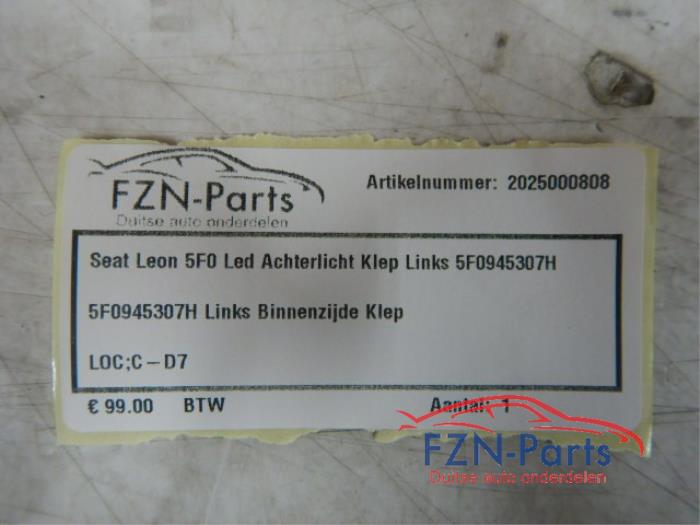 FZN-Parts
Duitse auto onderdelen
Artikelnummer: 2025000808
Seat Leon 5F0 Led Achterlicht Klep Links 5F0945307H
5F0945307H Links Binnenzijde Klep
LOC;C-D7
€ 99.00 BTW Aantal: 1
FZN-Parts
Duitse auto onderdelen